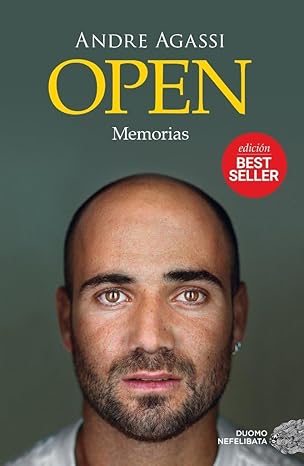 ANDRE AGASSI
OPEN
Memorias
edición
BEST
SELLER
DUOMO
NEFELIBATA